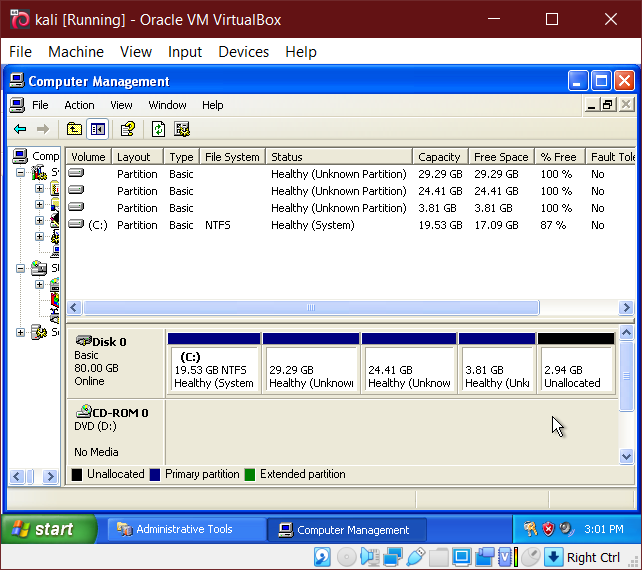 kali [Running] - Oracle VM VirtualBox
File Machine View Input Devices Help
Computer Management
File Action View Window Help
Comp
Volume Layout Type File System Status Capacity Free Space % Free Fault Tole
Partition Basic Healthy (Unknown Partition) 29.29 GB 29.29 GB 100 % No
Partition Basic Healthy (Unknown Partition) 24.41 GB 24.41 GB 100 % No
Partition Basic Healthy (Unknown Partition) 3.81 GB 3.81 GB 100 % No
(C:) Partition Basic NTFS Healthy (System) 19.53 GB 17.09 GB 87 % No
Disk 0
Basic
80.00 GB
Online
(C:)
19.53 GB NTFS
Healthy (System
29.29 GB
Healthy (Unknow
24.41 GB
Healthy (Unknow
3.81 GB
Healthy (Unk
2.94 GB
Unallocated
CD-ROM 0
DVD (D:)
No Media
Unallocated Primary partition Extended partition
start Administrative Tools Computer Management 3:01 PM
Right Ctrl